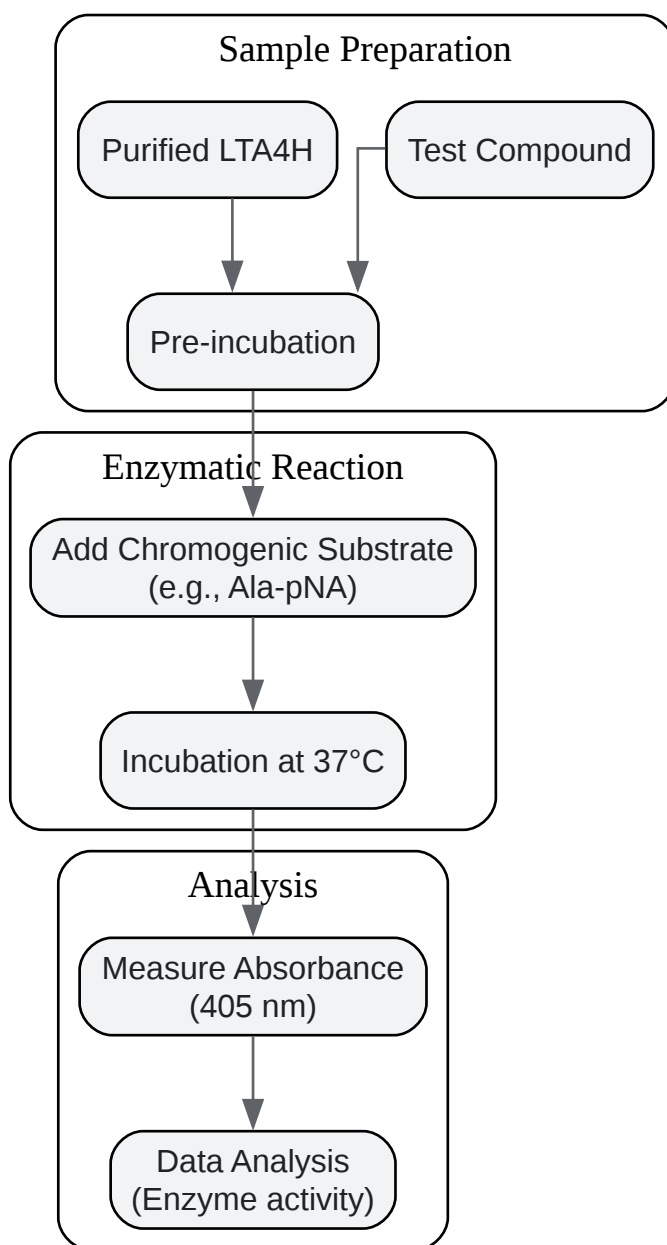 Sample Preparation
Purified LTA4H
Test Compound
Pre-incubation
Enzymatic Reaction
Add Chromogenic Substrate
(e.g., Ala-pNA)
Incubation at 37°C
Analysis
Measure Absorbance
(405 nm)
Data Analysis
(Enzyme activity)